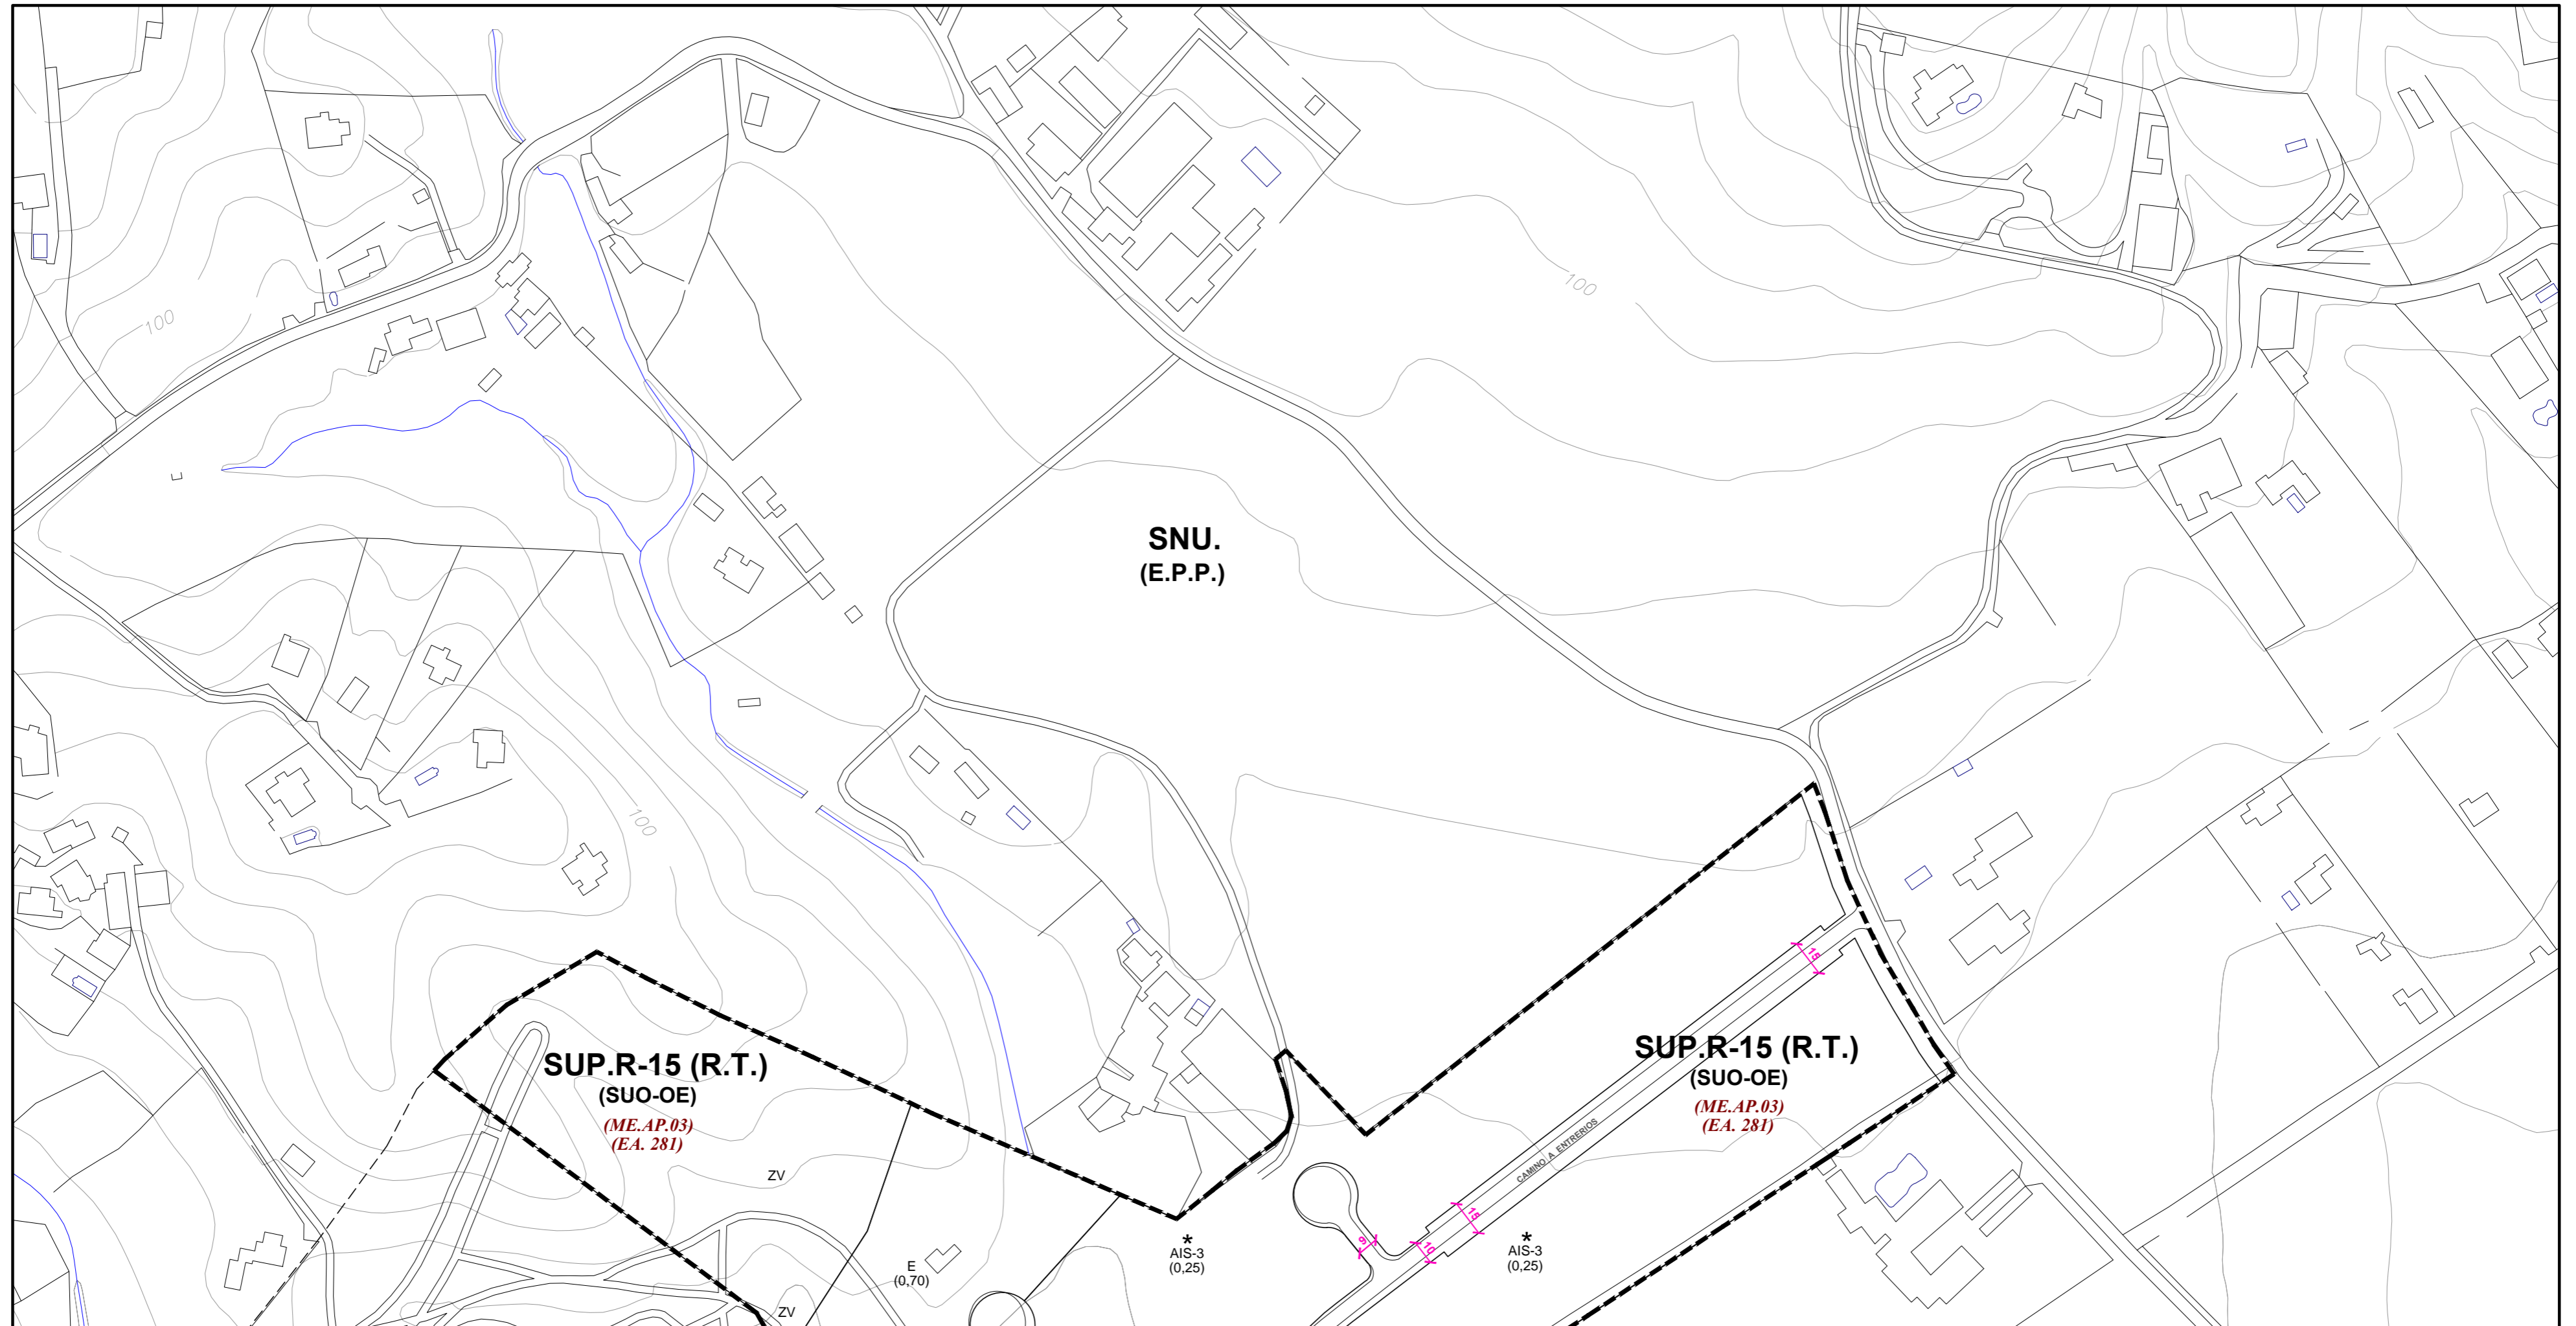 100
100
SNU.
(E.P.P.)
100
15
SUP.R-15 (R.T.)
(SUO-OE)
(ME.AP.03)
(EA. 281)
SUP.R-15 (R.T.)
(SUO-OE)
(ME.AP.03)
(EA. 281)
CAMINO A ENTRERIOS
ZV
15
9
10
*
AIS-3
(0,25)
*
AIS-3
(0,25)
E
(0,70)
ZV